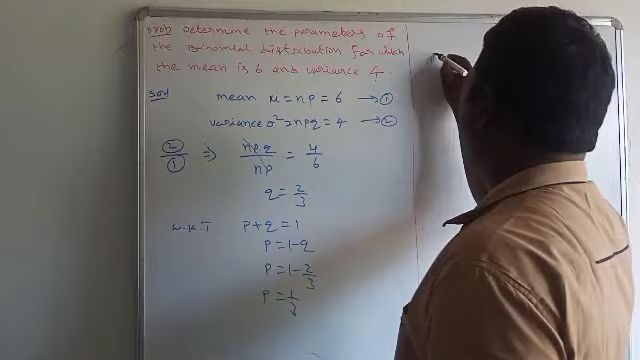 prob Determine the parameters of
the Binomial distribution for which
the mean is 6 and variance 4.
Soln mean μ = np = 6 → ①
variance σ² = npq = 4 → ②
②/① ⇒ npq/np = 4/6
q = 2/3
W.K.T p+q = 1
p = 1-q
p = 1-2/3
p = 1/3